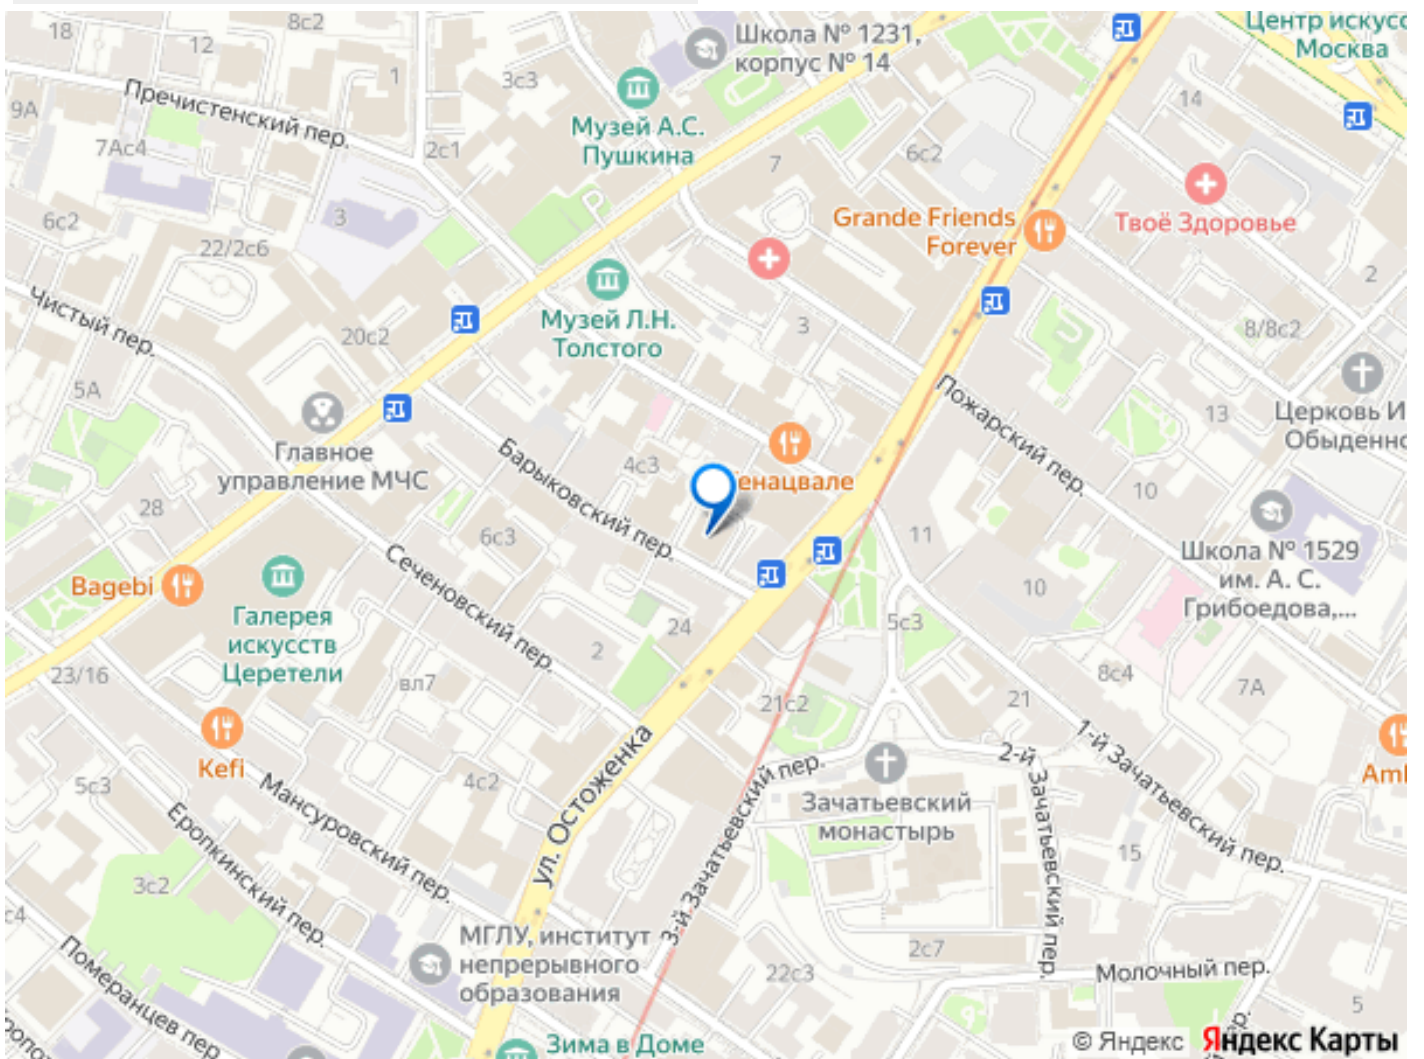 8с2
Школа № 1231,
корпус № 14
Центр искусс
Москва
18
12
1
3с3
Музей А.С.
Пушкина
14
9А
Пречистенский пер.
7Ас4
2с1
7
6с2
Твоё Здоровье
Grande Friends
Forever
6с2
3
22/2с6
2
Чистый пер.
20с2
Музей Л.Н.
Толстого
3
8/8с2
5А
Главное
управление МЧС
Пожарский пер.
13
Церковь И
Обыденно
28
Барыковский пер.
4с3
енацвале
10
11
6с3
Школа № 1529
им. А. С.
Грибоедова,...
Bagebi
Галерея
искусств
Церетели
Сеченовский пер.
10
24
2
5с3
23/16
вл7
21с2
21
8с4
7А
Kefi
4с2
ул. Остоженка
1-й Зачатьевский пер.
2-й Зачатьевский пер.
3-й Зачатьевский пер.
Зачатьевский
монастырь
Amb
5с3
Мансуровский пер.
Еропкинский пер.
3с2
15
с4
МГЛУ, институт
непрерывного
образования
22с3
2с7
Молочный пер.
5
Померанцев пер.
Зима в Доме
р.
© Яндекс Яндекс Карты